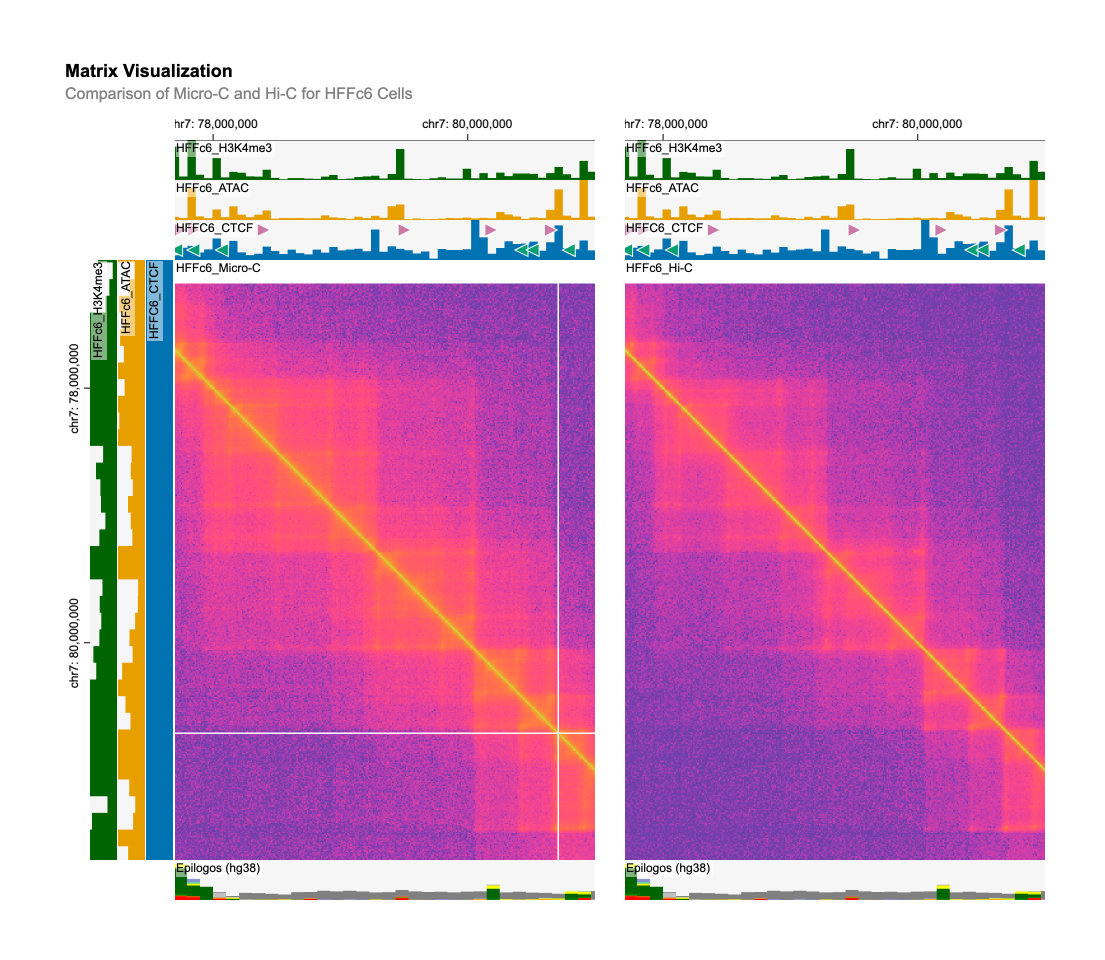 Matrix Visualization
Comparison of Micro-C and Hi-C for HFFc6 Cells
hr7: 78,000,000
chr7: 80,000,000
hr7: 78,000,000
chr7: 80,000,000
HFFc6_H3K4me3
HFFc6_H3K4me3
HFFc6_ATAC
HFFc6_ATAC
HFFC6_CTCF
HFFC6_CTCF
HFFc6_Micro-C
HFFc6_Hi-C
HFFc6_H3K4me3
HFFc6_ATAC
HFFC6_CTCF
chr7: 78,000,000
chr7: 80,000,000
Epilogos (hg38)
Epilogos (hg38)